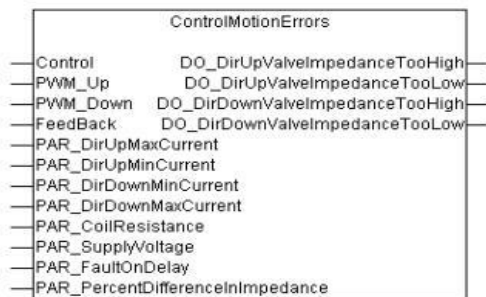 ControlMotionErrors
Control DO_DirUpValveImpedanceTooHigh
PWM_Up DO_DirUpValveImpedanceTooLow
PWM_Down DO_DirDownValveImpedanceTooHigh
FeedBack DO_DirDownValveImpedanceTooLow
PAR_DirUpMaxCurrent
PAR_DirUpMinCurrent
PAR_DirDownMinCurrent
PAR_DirDownMaxCurrent
PAR_CoilResistance
PAR_SupplyVoltage
PAR_FaultOnDelay
PAR_PercentDifferenceInImpedance